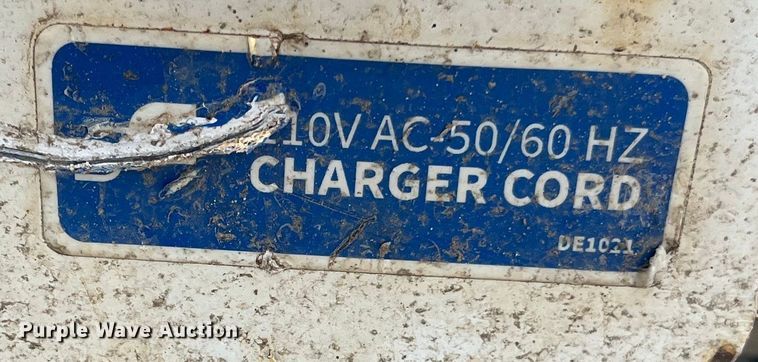 110V AC-50/60 HZ
CHARGER CORD
DE1021
Purple Wave Auction